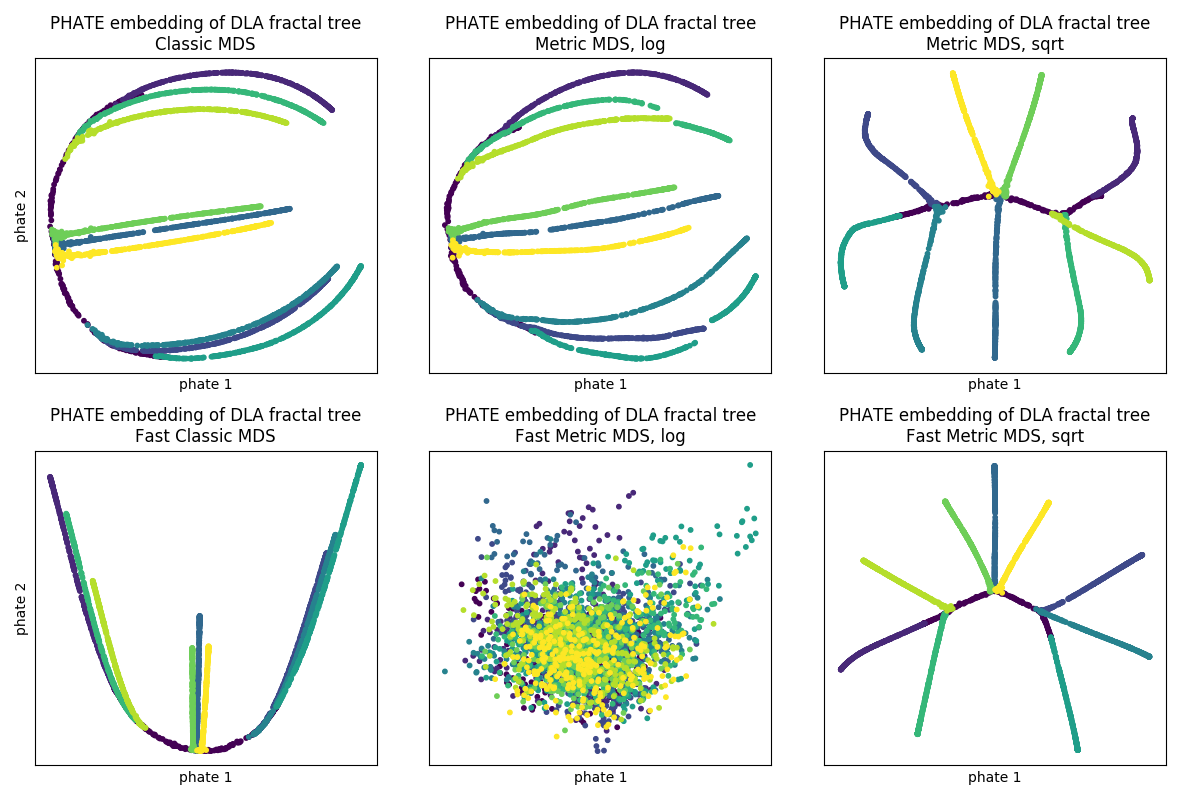 PHATE embedding of DLA fractal tree
Classic MDS
PHATE embedding of DLA fractal tree
Metric MDS, log
PHATE embedding of DLA fractal tree
Metric MDS, sqrt
phate 2
phate 1
phate 1
phate 1
PHATE embedding of DLA fractal tree
Fast Classic MDS
PHATE embedding of DLA fractal tree
Fast Metric MDS, log
PHATE embedding of DLA fractal tree
Fast Metric MDS, sqrt
phate 2
phate 1
phate 1
phate 1